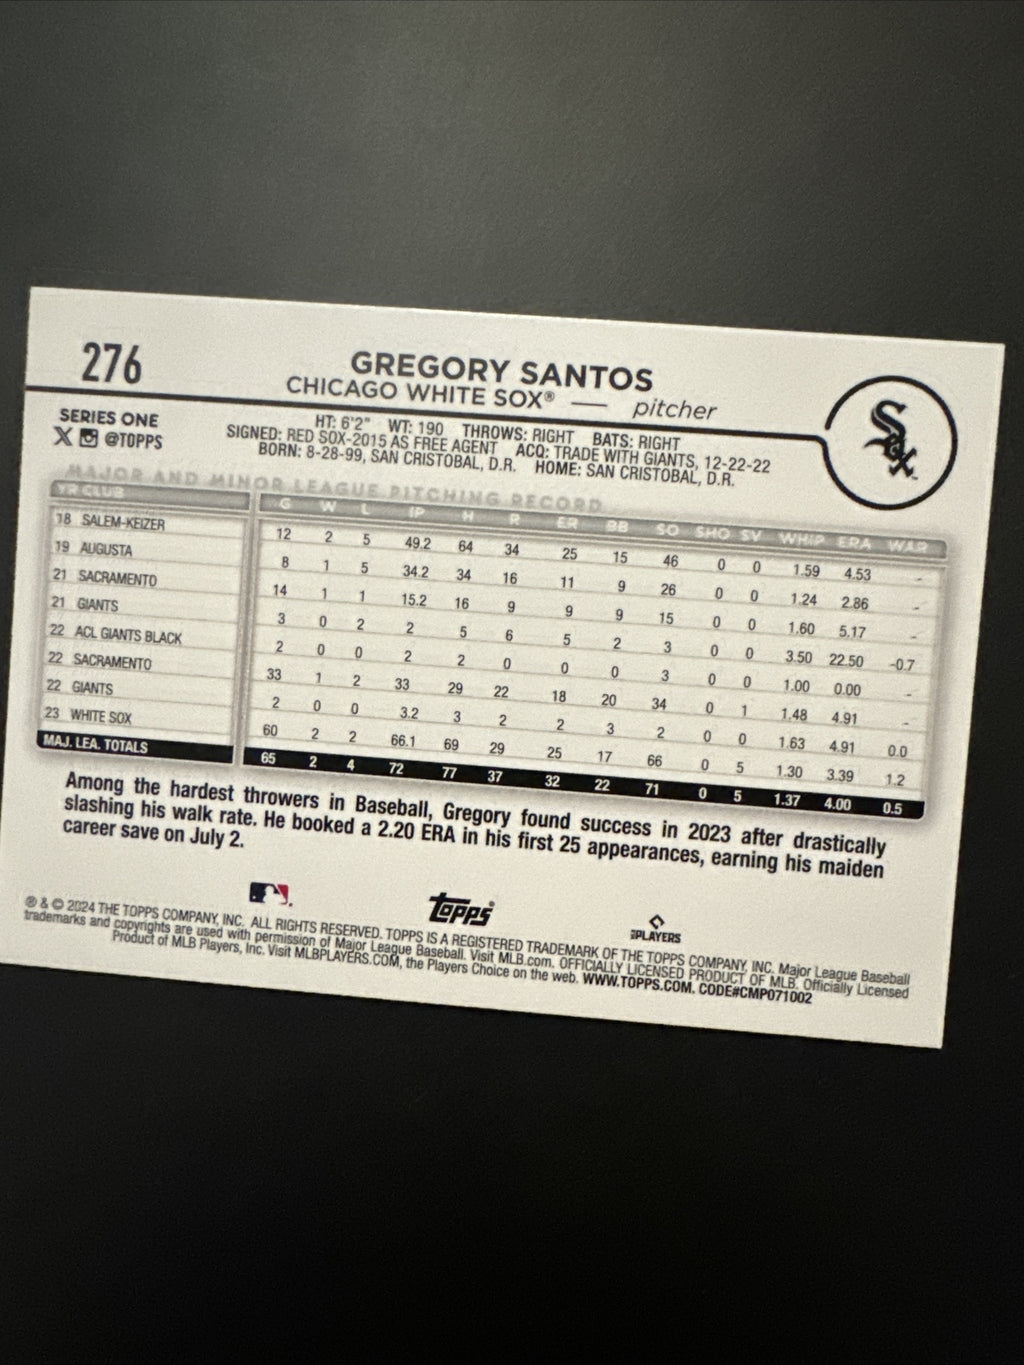 276
GREGORY SANTOS
CHICAGO WHITE SOX® — pitcher
SERIES ONE
@TOPPS
HT: 6'2" WT: 190 THROWS: RIGHT BATS: RIGHT
SIGNED: RED SOX-2015 AS FREE AGENT ACQ: TRADE WITH GIANTS, 12-22-22
BORN: 8-28-99, SAN CRISTOBAL, D.R. HOME: SAN CRISTOBAL, D.R.
Sox
MAJOR AND MINOR LEAGUE PITCHING RECORD
YR CLUB G W L IP H R ER BB SO SHO SV WHIP ERA WAR
18 SALEM-KEIZER 12 2 5 49.2 64 34 25 15 46 0 0 1.59 4.53 -
19 AUGUSTA 8 1 5 34.2 34 16 11 9 26 0 0 1.24 2.86 -
21 SACRAMENTO 14 1 1 15.2 16 9 9 9 15 0 0 1.60 5.17 -
21 GIANTS 3 0 2 2 5 6 5 2 3 0 0 3.50 22.50 -0.7
22 ACL GIANTS BLACK 2 0 0 2 2 0 0 0 3 0 0 1.00 0.00 -
22 SACRAMENTO 33 1 2 33 29 22 18 20 34 0 1 1.48 4.91 -
22 GIANTS 2 0 0 3.2 3 2 2 3 2 0 0 1.63 4.91 0.0
23 WHITE SOX 60 2 2 66.1 69 29 25 17 66 0 5 1.30 3.39 1.2
MAJ. LEA. TOTALS 65 2 4 72 77 37 32 22 71 0 5 1.37 4.00 0.5
Among the hardest throwers in Baseball, Gregory found success in 2023 after drastically
slashing his walk rate. He booked a 2.20 ERA in his first 25 appearances, earning his maiden
career save on July 2.
topps®
PLAYERS
® & © 2024 THE TOPPS COMPANY, INC. ALL RIGHTS RESERVED. TOPPS IS A REGISTERED TRADEMARK OF THE TOPPS COMPANY, INC. Major League Baseball
trademarks and copyrights are used with permission of Major League Baseball. Visit MLB.com. OFFICIALLY LICENSED PRODUCT OF MLB. Officially Licensed
Product of MLB Players, Inc. Visit MLBPLAYERS.COM, the Players Choice on the web. WWW.TOPPS.COM. CODE#CMP071002